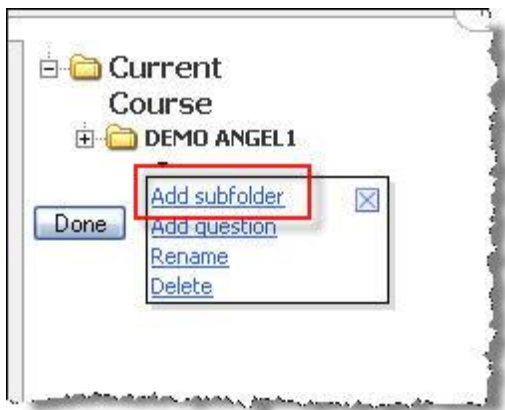 Current
Course
DEMO ANGEL1
Add subfolder
Done
Add question
Rename
Delete